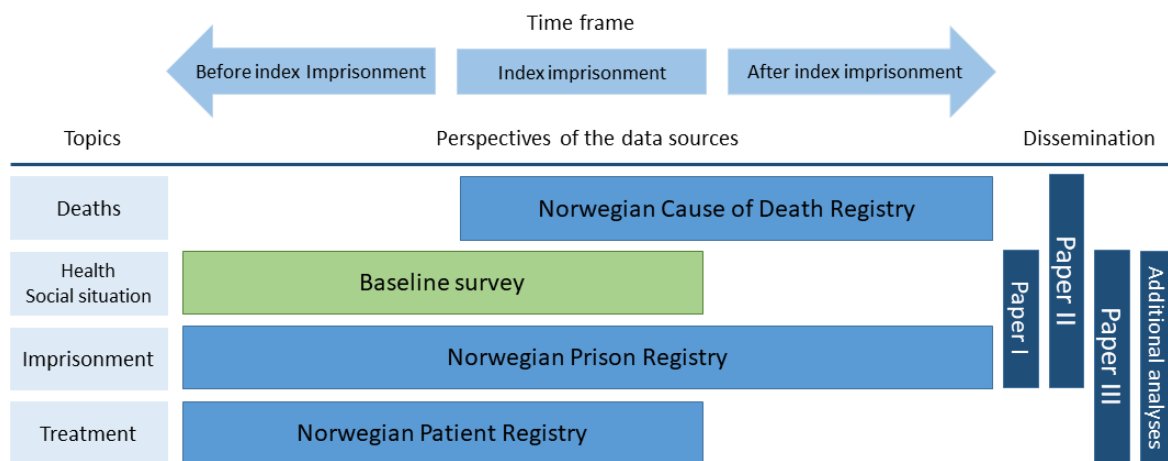 Time frame
Before index Imprisonment
Index imprisonment
After index imprisonment
Topics
Perspectives of the data sources
Dissemination
Deaths
Norwegian Cause of Death Registry
Health
Social situation
Baseline survey
Imprisonment
Norwegian Prison Registry
Treatment
Norwegian Patient Registry
Paper I
Paper II
Paper III
Additional analyses